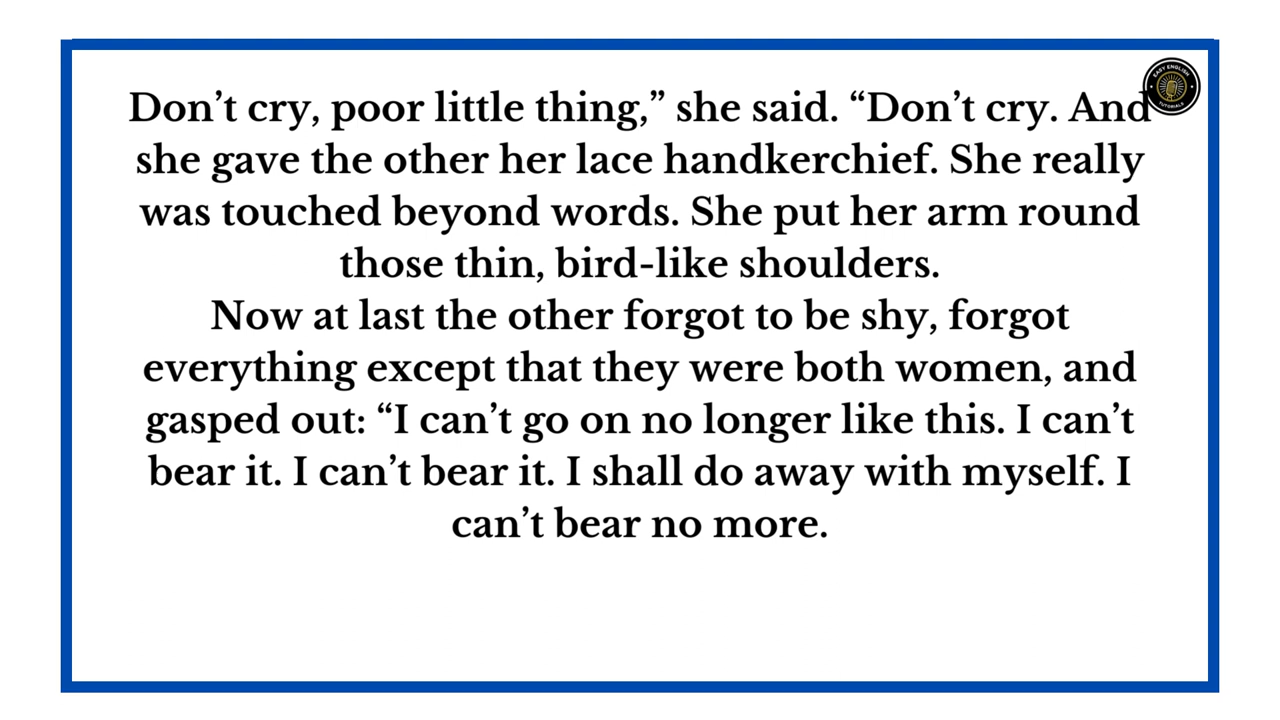 Don’t cry, poor little thing,” she said. “Don’t cry. And
she gave the other her lace handkerchief. She really
was touched beyond words. She put her arm round
those thin, bird-like shoulders.
Now at last the other forgot to be shy, forgot
everything except that they were both women, and
gasped out: “I can’t go on no longer like this. I can’t
bear it. I can’t bear it. I shall do away with myself. I
can’t bear no more.
EASY ENGLISH
TUTORIALS